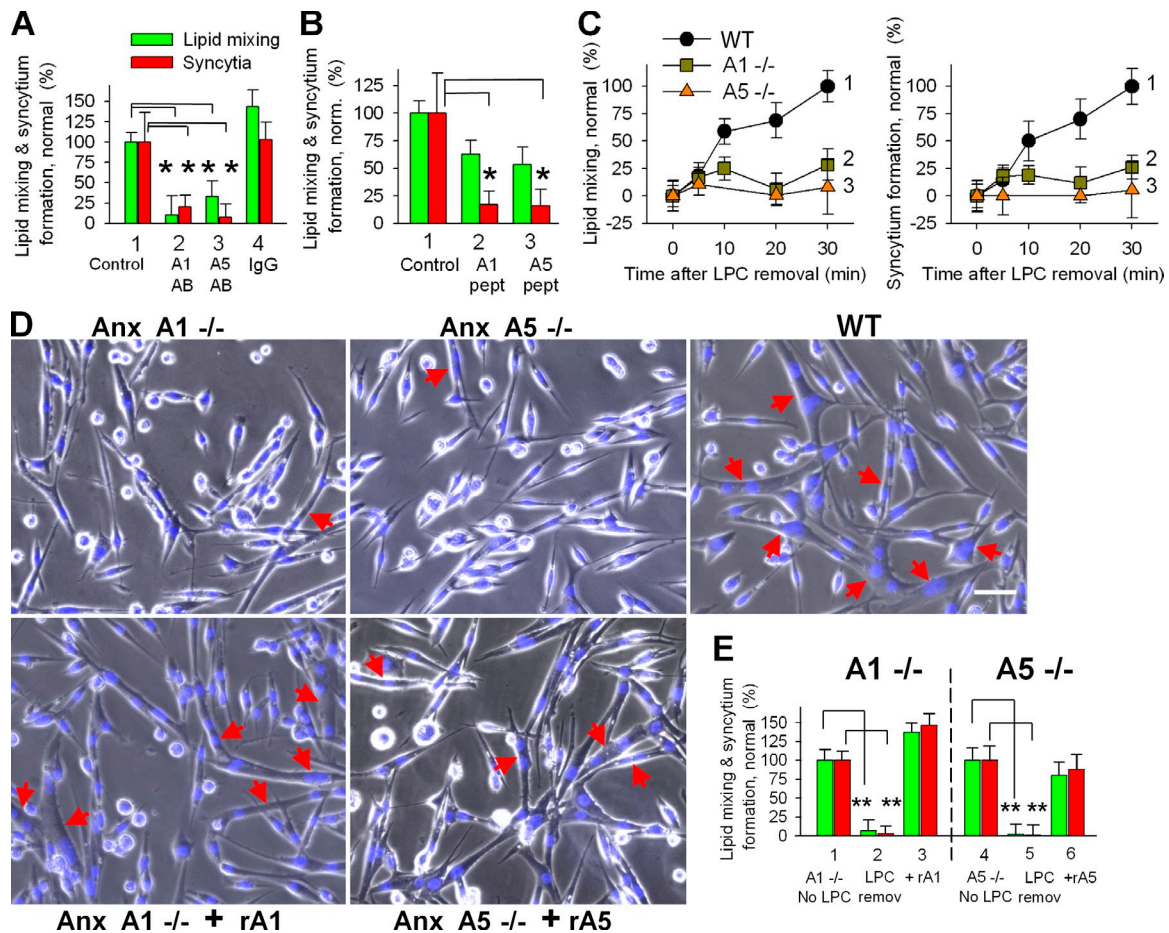 A
Lipid mixing
Syncytia
Lipid mixing & syncytium
formation, normal (%)
150
125
100
75
50
25
0
* * * *
1 2 3 4
Control A1 A5 IgG
AB AB
B
Lipid mixing & syncytium
formation, norm. (%)
125
100
75
50
25
0
* *
1 2 3
Control A1 A5
pept pept
C
WT
A1 -/-
A5 -/-
Lipid mixing, normal (%)
100
75
50
25
0
-25
1
2
3
0 10 20 30
Time after LPC removal (min)
Syncytium formation, normal (%)
100
75
50
25
0
-25
1
2
3
0 10 20 30
Time after LPC removal (min)
D
Anx A1 -/-
Anx A5 -/-
WT
Anx A1 -/- + rA1
Anx A5 -/- + rA5
E
A1 -/- A5 -/-
Lipid mixing & syncytium
formation, normal (%)
150
125
100
75
50
25
0
** ** ** **
1 2 3 4 5 6
A1 -/- LPC + rA1 A5 -/- LPC +rA5
No LPC remov No LPC remov